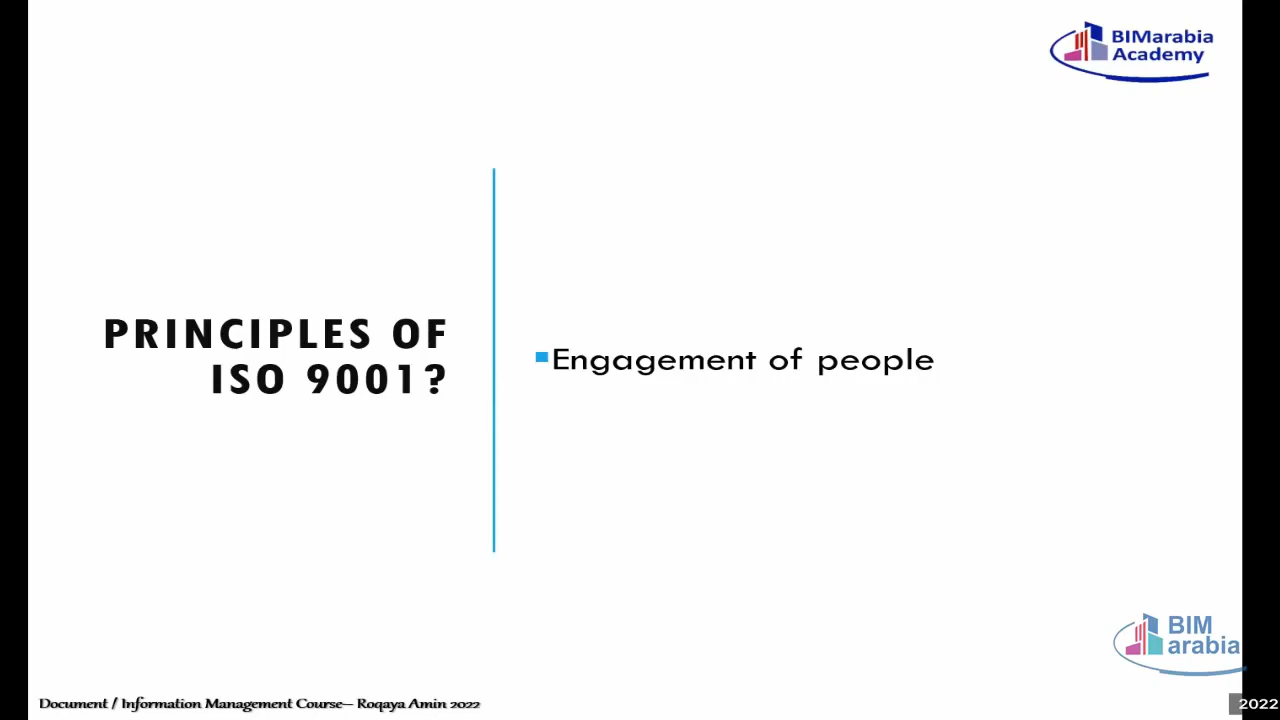 BIMarabia
Academy
PRINCIPLES OF
ISO 9001?
Engagement of people
BIM
arabia
Document / Information Management Course– Roqaya Amin 2022
2022